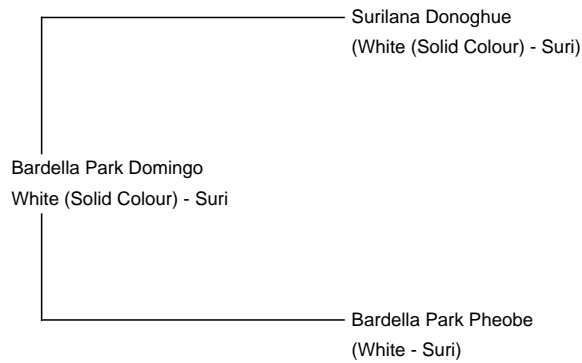 Surilana Donoghue
(White (Solid Colour) - Suri)
Bardella Park Domingo
White (Solid Colour) - Suri
Bardella Park Pheobe
(White - Suri)